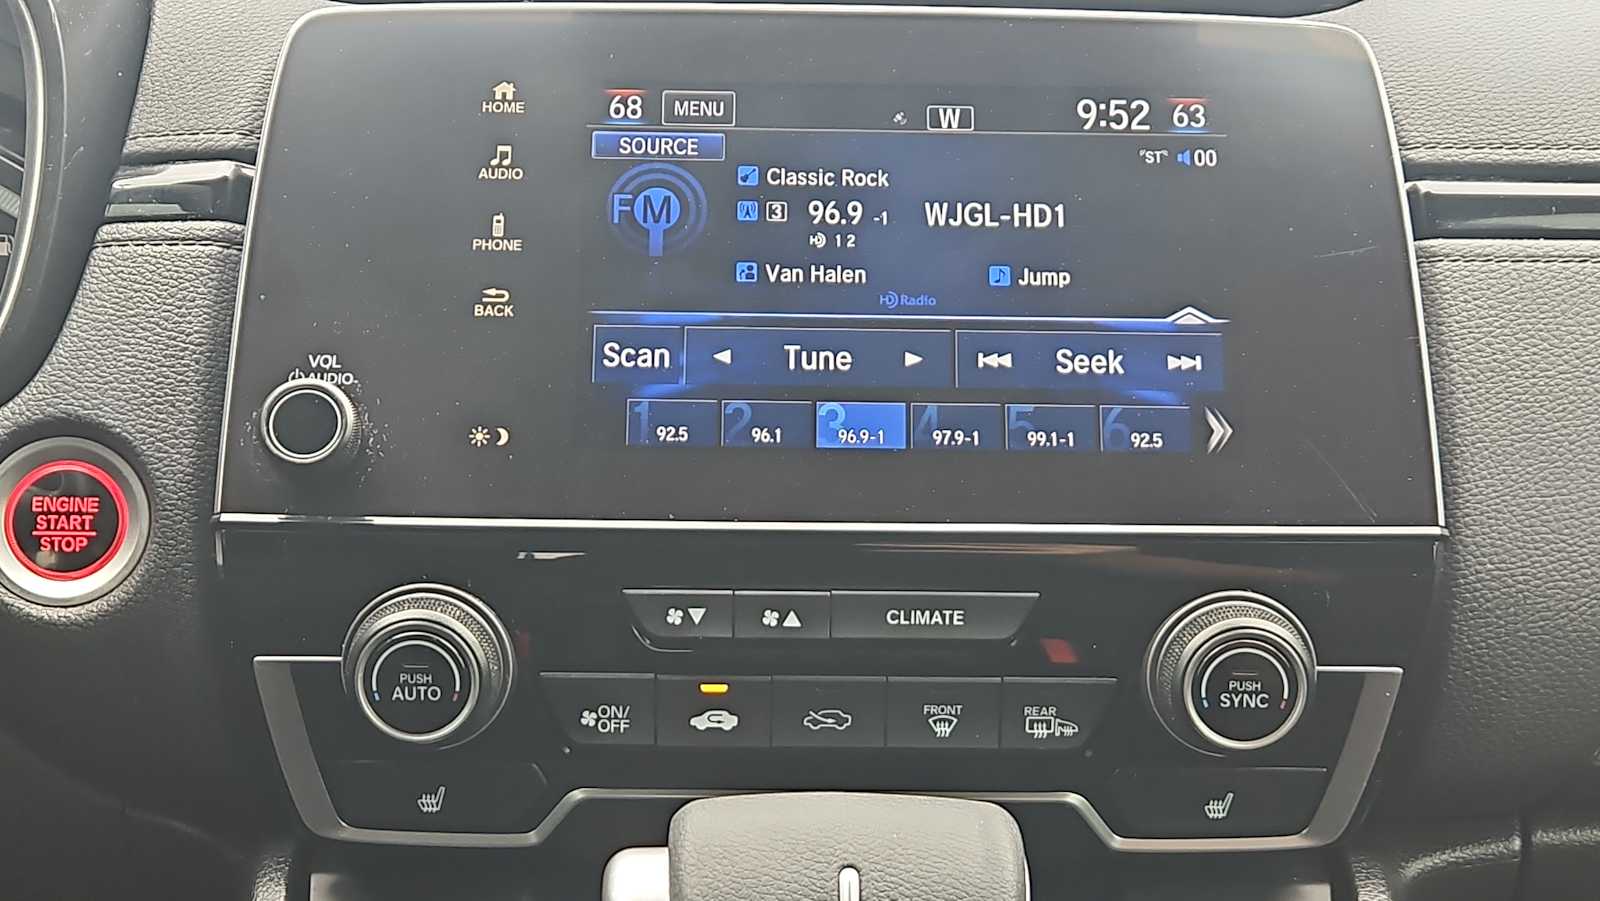 HOME
AUDIO
PHONE
BACK
VOL
AUDIO
68 MENU W 9:52 63
SOURCE
ST 00
FM
Classic Rock
3 96.9 -1 WJGL-HD1
HD 1 2
Van Halen Jump
HD Radio
Scan Tune Seek
1 92.5 2 96.1 3 96.9-1 4 97.9-1 5 99.1-1 6 92.5
ENGINE
START
STOP
CLIMATE
PUSH
AUTO
ON/
OFF
FRONT
REAR
PUSH
SYNC